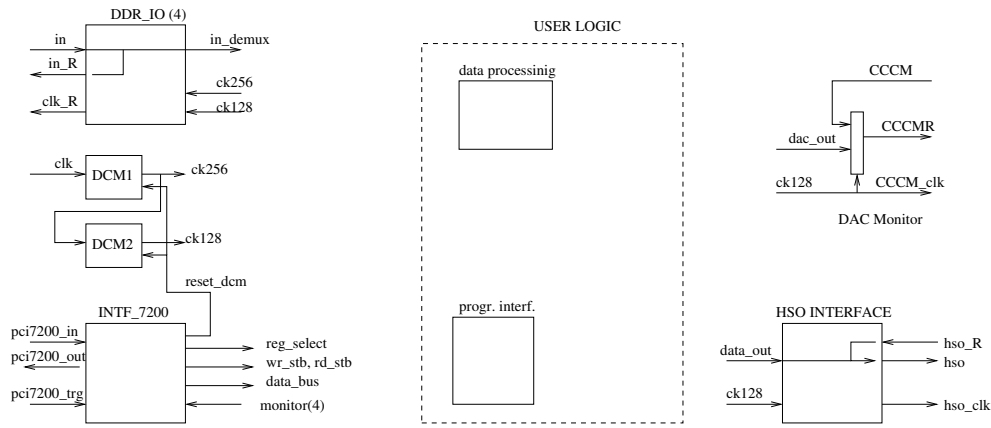 DDR_IO (4)
in
in_demux
in_R
ck256
clk_R
ck128
clk
DCM1
ck256
DCM2
ck128
reset_dcm
INTF_7200
pci7200_in
reg_select
pci7200_out
wr_stb, rd_stb
data_bus
pci7200_trg
monitor(4)
USER LOGIC
data processinig
progr. interf.
CCCM
dac_out
CCCMR
ck128
CCCM_clk
DAC Monitor
HSO INTERFACE
hso_R
data_out
hso
ck128
hso_clk